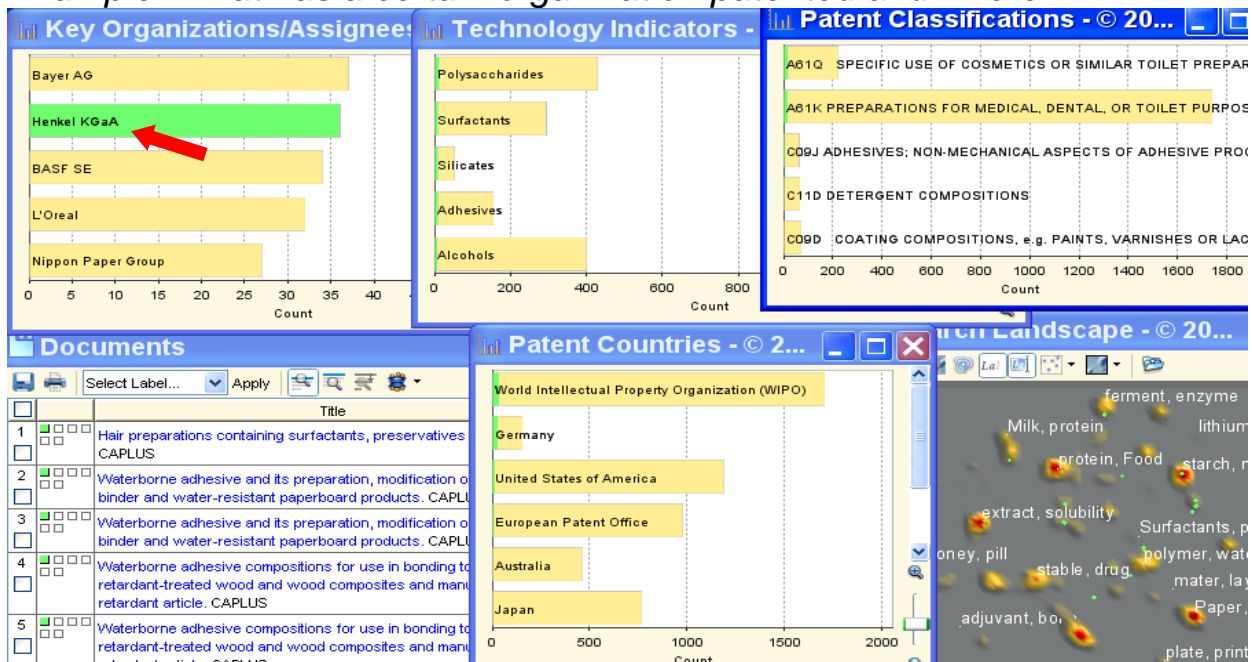 Key Organizations/Assignees
Bayer AG
Henkel KGaA
BASF SE
L'Oreal
Nippon Paper Group
0 5 10 15 20 25 30 35 40
Count
Technology Indicators -
Polysaccharides
Surfactants
Silicates
Adhesives
Alcohols
0 200 400 600 800
Count
Patent Classifications - © 20...
A61Q SPECIFIC USE OF COSMETICS OR SIMILAR TOILET PREPAR
A61K PREPARATIONS FOR MEDICAL, DENTAL, OR TOILET PURPOS
C09J ADHESIVES; NON-MECHANICAL ASPECTS OF ADHESIVE PROC
C11D DETERGENT COMPOSITIONS
C09D COATING COMPOSITIONS, e.g. PAINTS, VARNISHES OR LAC
0 200 400 600 800 1000 1200 1400 1600 1800
Count
Documents
Select Label... Apply
Title
1 Hair preparations containing surfactants, preservatives
CAPLUS
2 Waterborne adhesive and its preparation, modification o
binder and water-resistant paperboard products. CAPLU
3 Waterborne adhesive and its preparation, modification o
binder and water-resistant paperboard products. CAPLU
4 Waterborne adhesive compositions for use in bonding to
retardant-treated wood and wood composites and manu
retardant article. CAPLUS
5 Waterborne adhesive compositions for use in bonding to
retardant-treated wood and wood composites and manu
Patent Countries - © 2...
World Intellectual Property Organization (WIPO)
Germany
United States of America
European Patent Office
Australia
Japan
0 500 1000 1500 2000
Count
rch Landscape - © 20...
ferment, enzyme
Milk, protein lithium
protein, Food starch, r
extract, solubility
Surfactants, p
oney, pill polymer, wate
stable, drug
mater, lay
Paper,
adjuvant, bo
plate, print